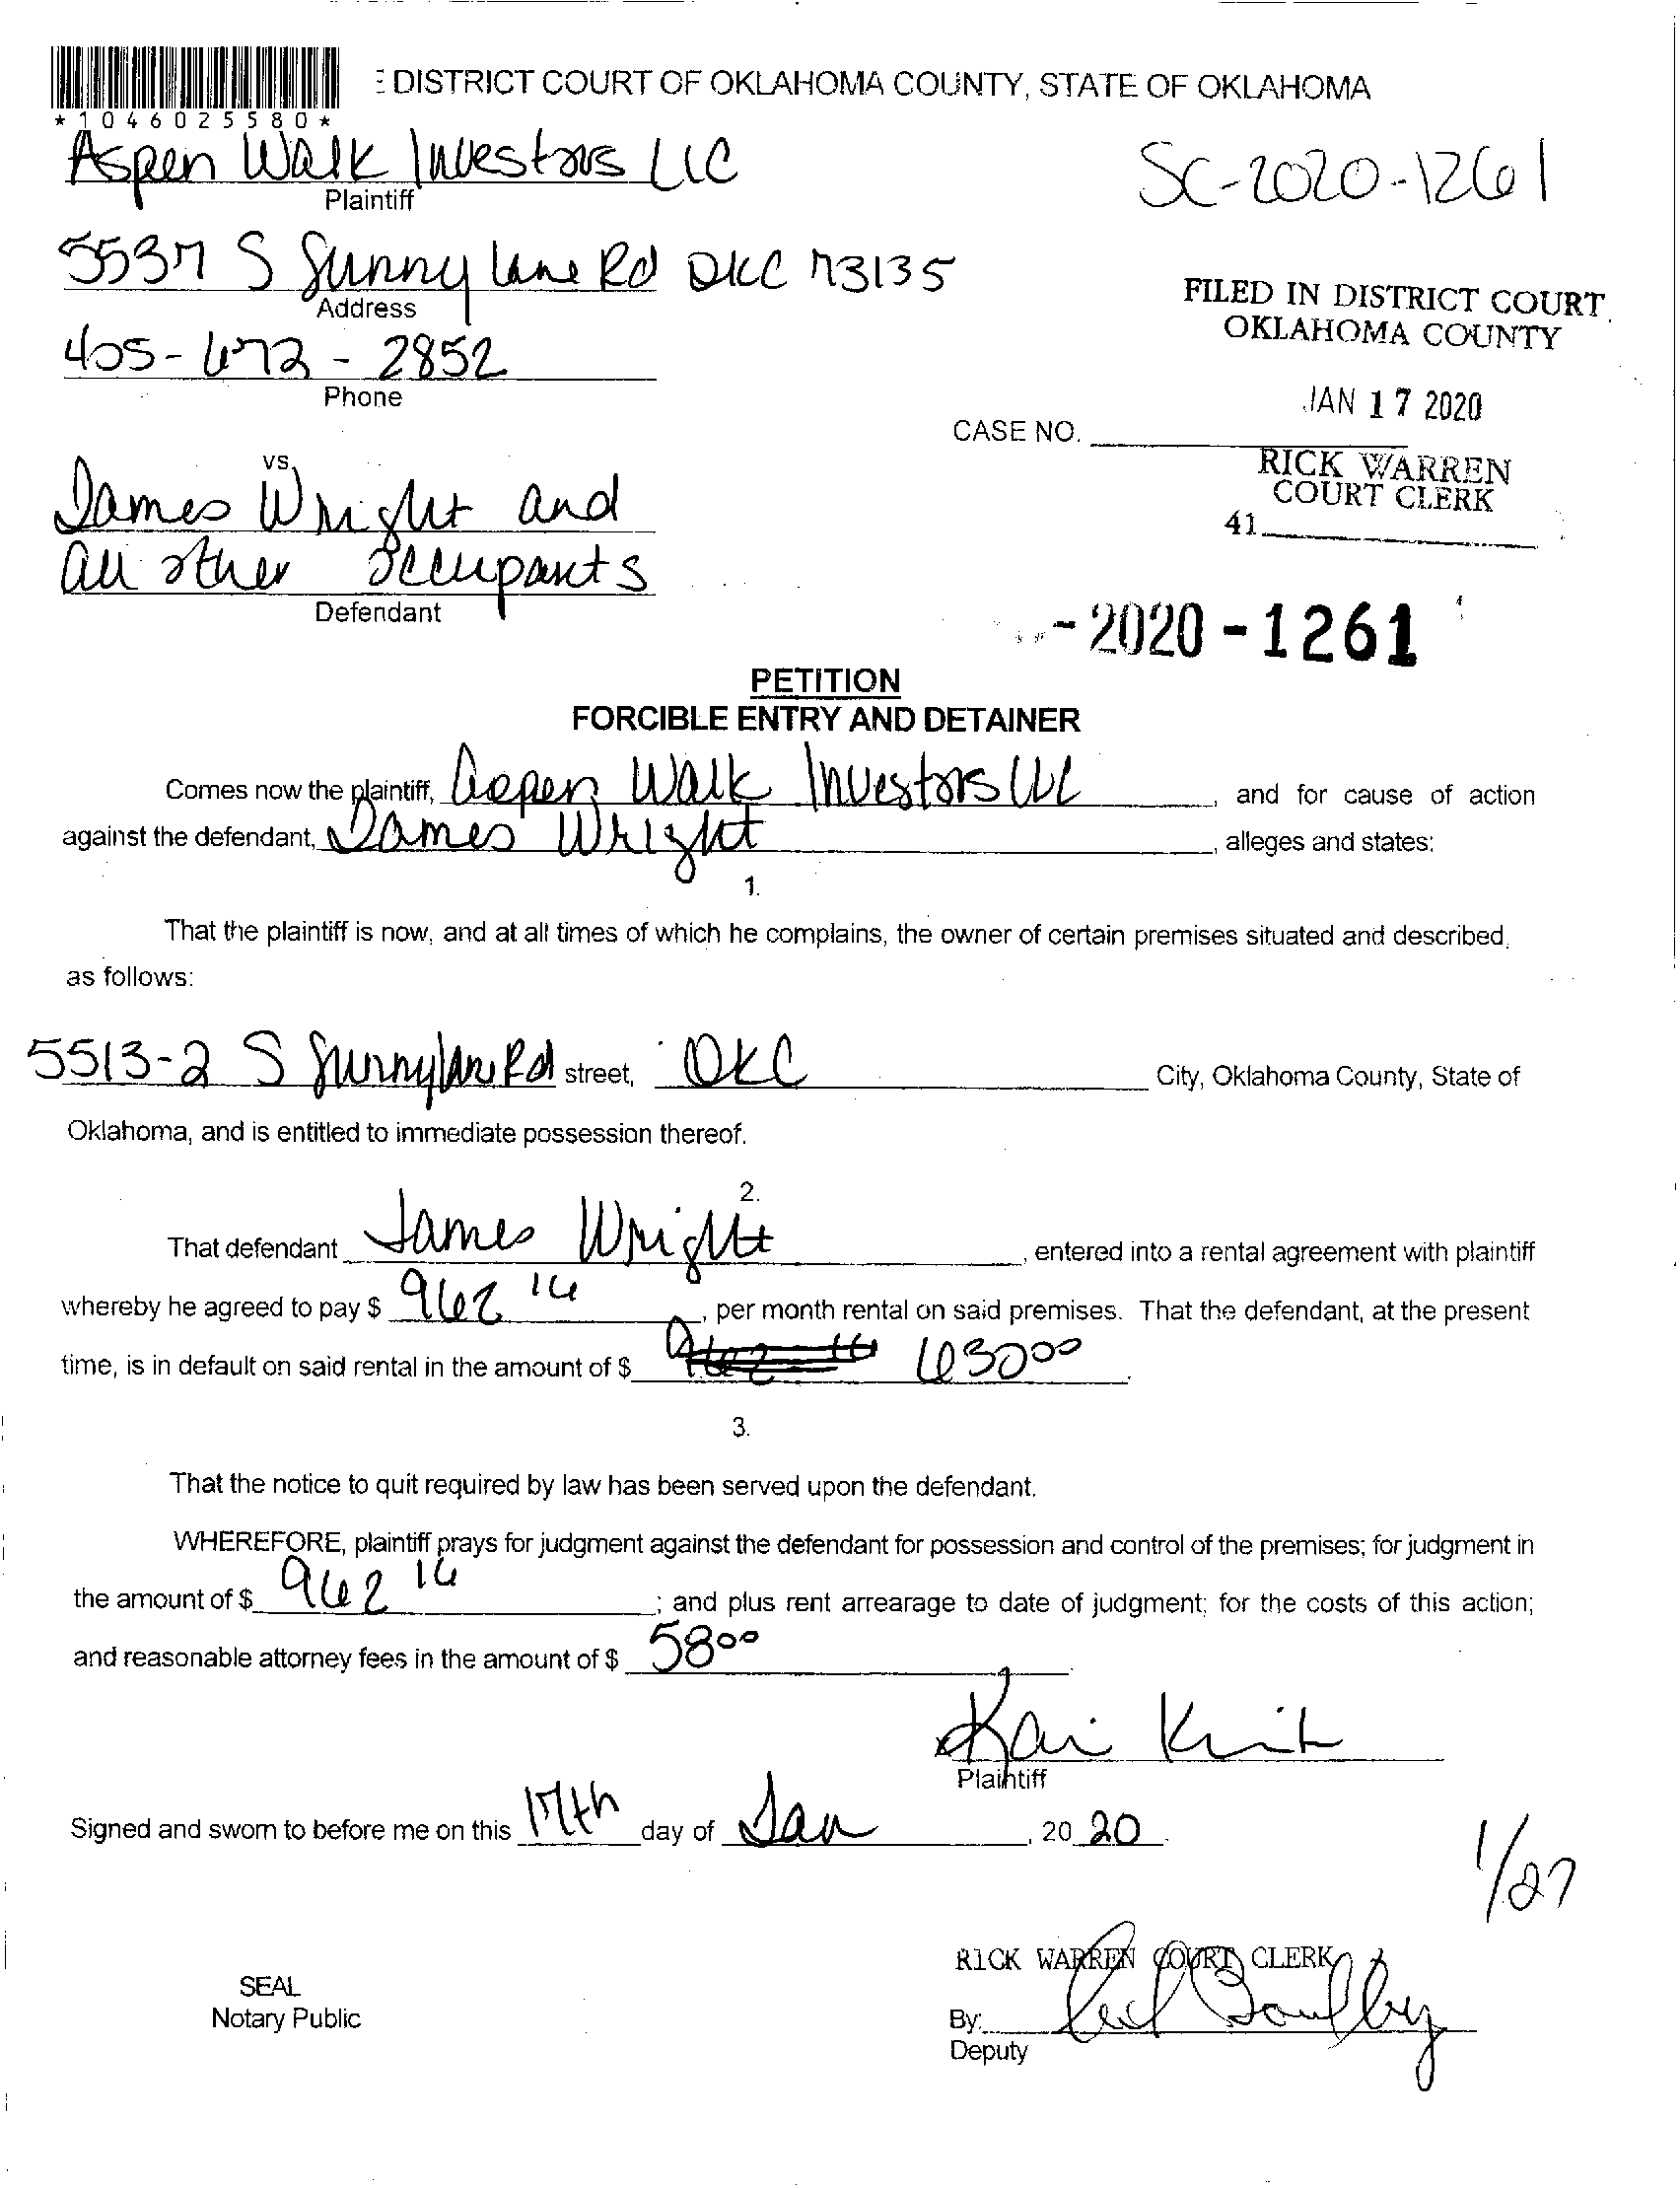 DISTRICT COURT OF OKLAHOMA COUNTY, STATE OF OKLAHOMA
*1046025580*
Aspen Walk Investors LLC
Plaintiff
SC-2020-1261
5537 S Sunny lane Rd OKC 73135
Address
FILED IN DISTRICT COURT
OKLAHOMA COUNTY
405-672-2852
Phone
JAN 17 2020
CASE NO.
RICK WARREN
COURT CLERK
41
vs.
James Wright and
all other occupants
Defendant
-2020-1261
PETITION
FORCIBLE ENTRY AND DETAINER
Comes now the plaintiff, Aspen Walk Investors LLC, and for cause of action
against the defendant, James Wright, alleges and states:
1.
That the plaintiff is now, and at all times of which he complains, the owner of certain premises situated and described,
as follows:
5513-2 S Sunnylane Rd street, OKC City, Oklahoma County, State of
Oklahoma, and is entitled to immediate possession thereof.
2.
That defendant James Wright, entered into a rental agreement with plaintiff
whereby he agreed to pay $ 962 16, per month rental on said premises. That the defendant, at the present
time, is in default on said rental in the amount of $ 962 16 630 00.
3.
That the notice to quit required by law has been served upon the defendant.
WHEREFORE, plaintiff prays for judgment against the defendant for possession and control of the premises; for judgment in
the amount of $ 962 16; and plus rent arrearage to date of judgment; for the costs of this action;
and reasonable attorney fees in the amount of $ 58 00.
Plaintiff
Signed and sworn to before me on this 17th day of Jan, 20 20.
1/27
RICK WARREN COURT CLERK
SEAL
Notary Public
By:
Deputy